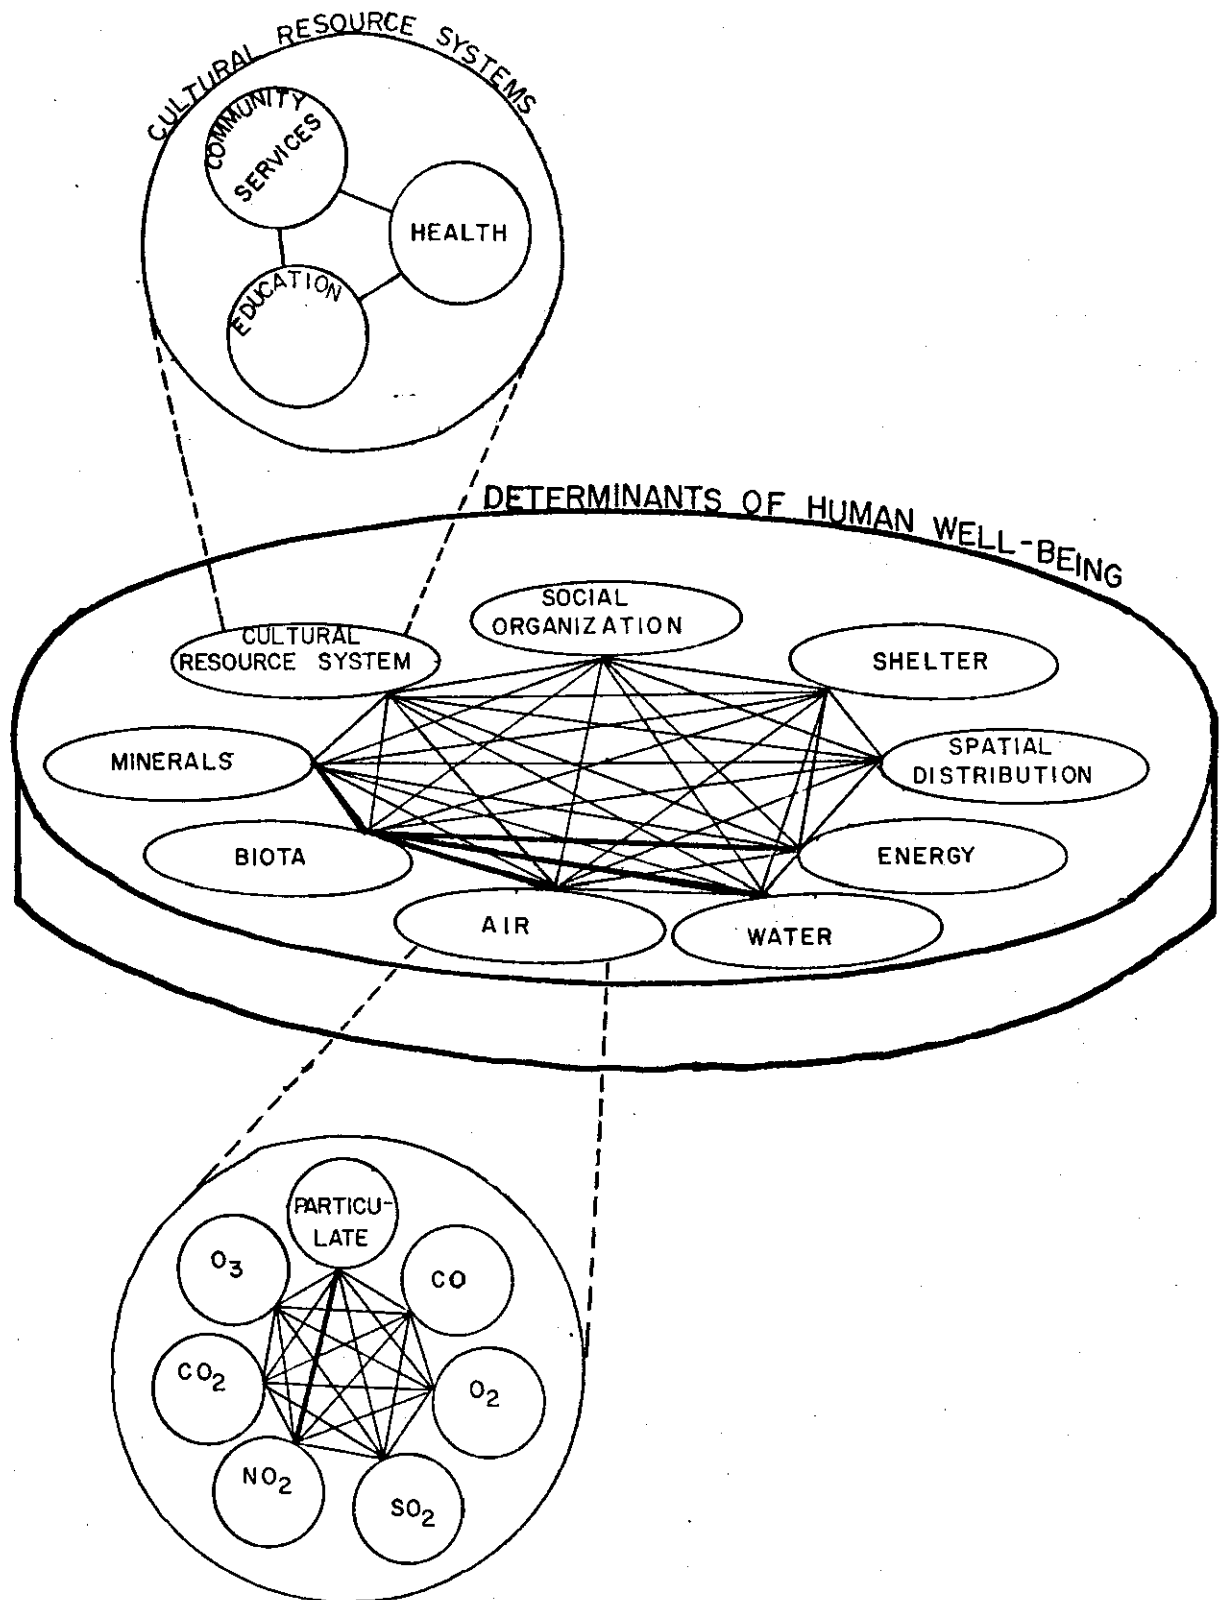 CULTURAL RESOURCE SYSTEMS
COMMUNITY
SERVICES
HEALTH
EDUCATION
DETERMINANTS OF HUMAN WELL-BEING
SOCIAL
ORGANIZATION
CULTURAL
RESOURCE SYSTEM
SHELTER
MINERALS
SPATIAL
DISTRIBUTION
BIOTA
ENERGY
AIR
WATER
PARTICU-
LATE
O3
CO
CO2
O2
NO2
SO2